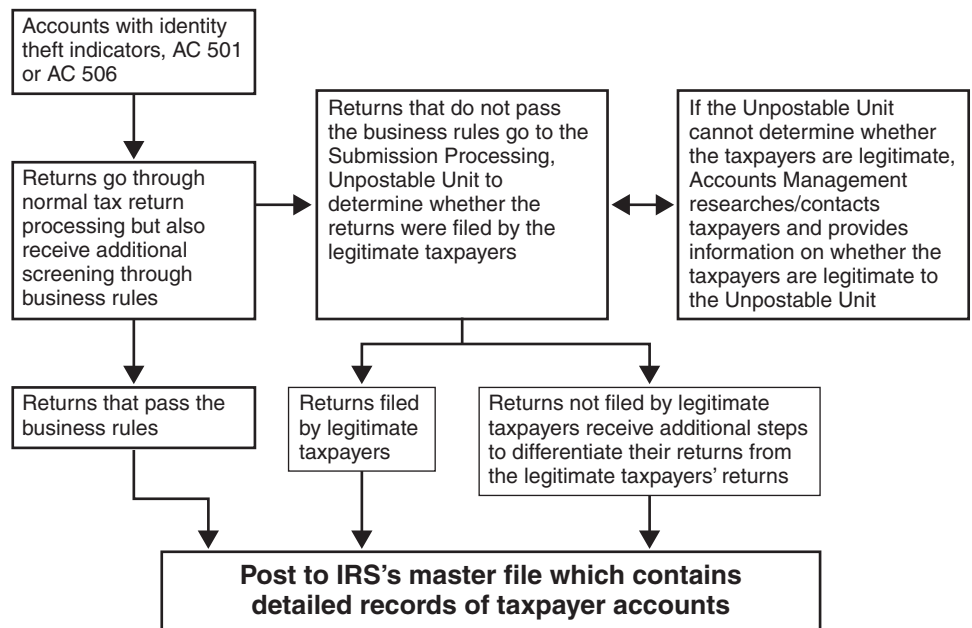 Accounts with identity
theft indicators, AC 501
or AC 506
Returns go through
normal tax return
processing but also
receive additional
screening through
business rules
Returns that do not pass
the business rules go to the
Submission Processing,
Unpostable Unit to
determine whether the
returns were filed by the
legitimate taxpayers
If the Unpostable Unit
cannot determine whether
the taxpayers are legitimate,
Accounts Management
researches/contacts
taxpayers and provides
information on whether the
taxpayers are legitimate to
the Unpostable Unit
Returns that pass the
business rules
Returns filed
by legitimate
taxpayers
Returns not filed by legitimate
taxpayers receive additional steps
to differentiate their returns from
the legitimate taxpayers’ returns
Post to IRS’s master file which contains
detailed records of taxpayer accounts